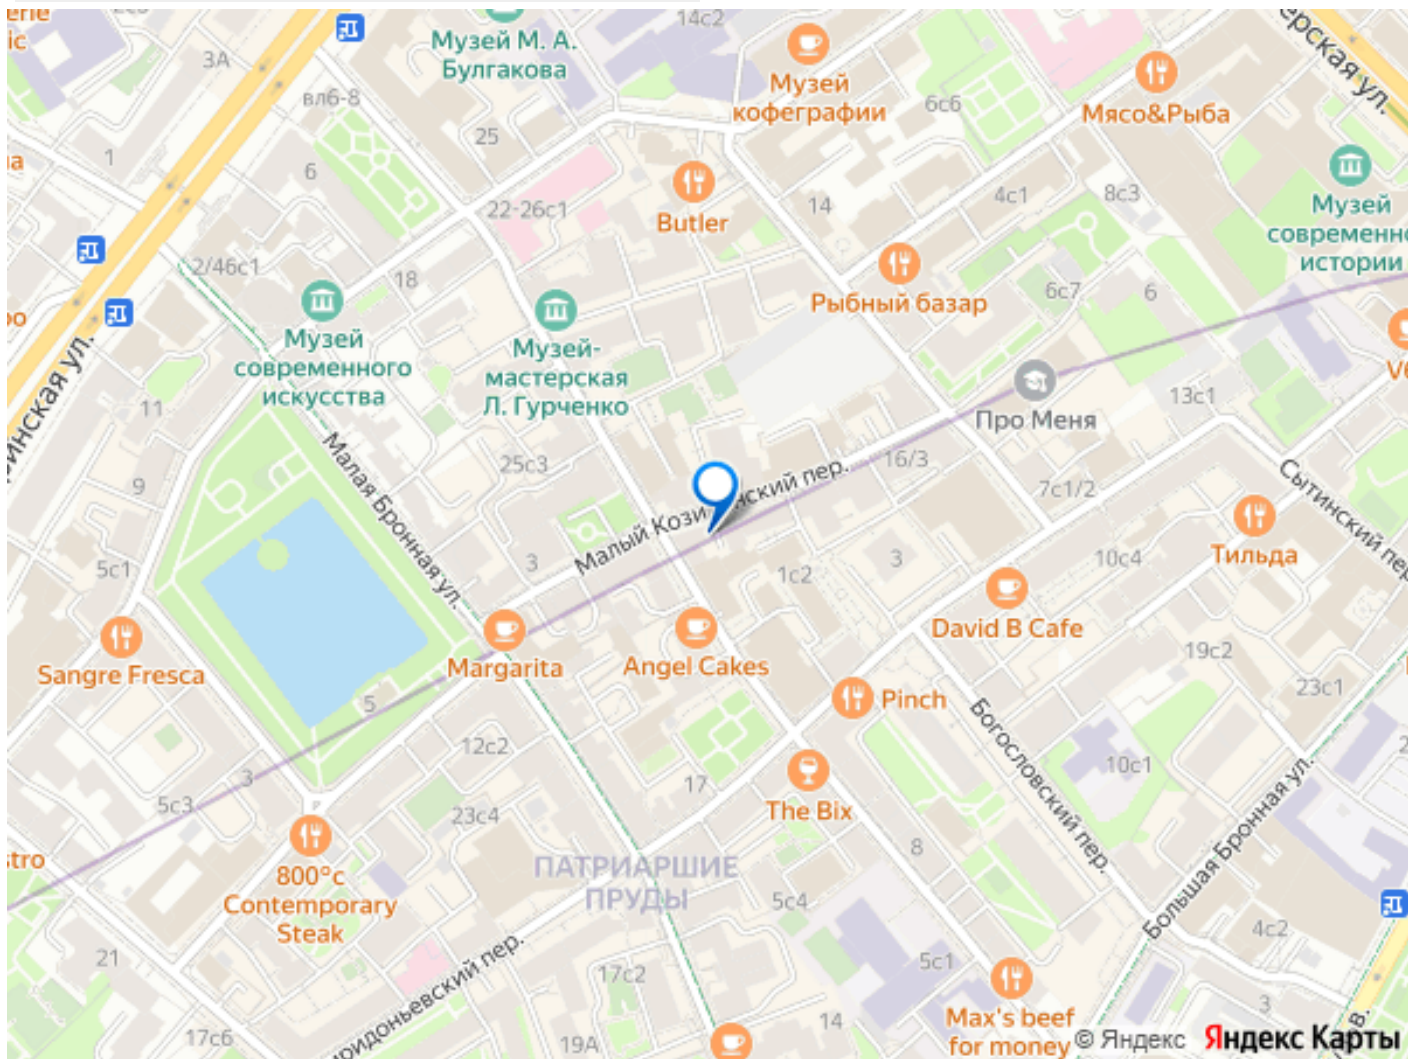 14с2
Музей М. А.
Булгакова
3А
вл6-8
25
Музей
кофеграфии
6с6
Мясо&Рыба
1
6
22-26с1
Butler
14
4с1
8с3
Музей
современно
истории
2/46с1
18
Рыбный базар
6с7
6
Музей
современного
искусства
Музей-
мастерская
Л. Гурченко
11
Про Меня
13с1
Малая Бронная ул.
25с3
16/3
7с1/2
Сытинский пер.
9
Малый Кози
нский пер.
Тильда
5с1
3
1с2
3
10с4
David B Cafe
Sangre Fresca
Margarita
Angel Cakes
19с2
23с1
5
Pinch
12с2
Богословский пер.
10с1
3
5с3
17
The Bix
23с4
800°c
Contemporary
Steak
ПАТРИАРШИЕ
ПРУДЫ
8
Большая Бронная ул.
5с4
4с2
21
17с2
5с1
3
Max's beef
for money
14
17с6
19А
© Яндекс
Яндекс Карты